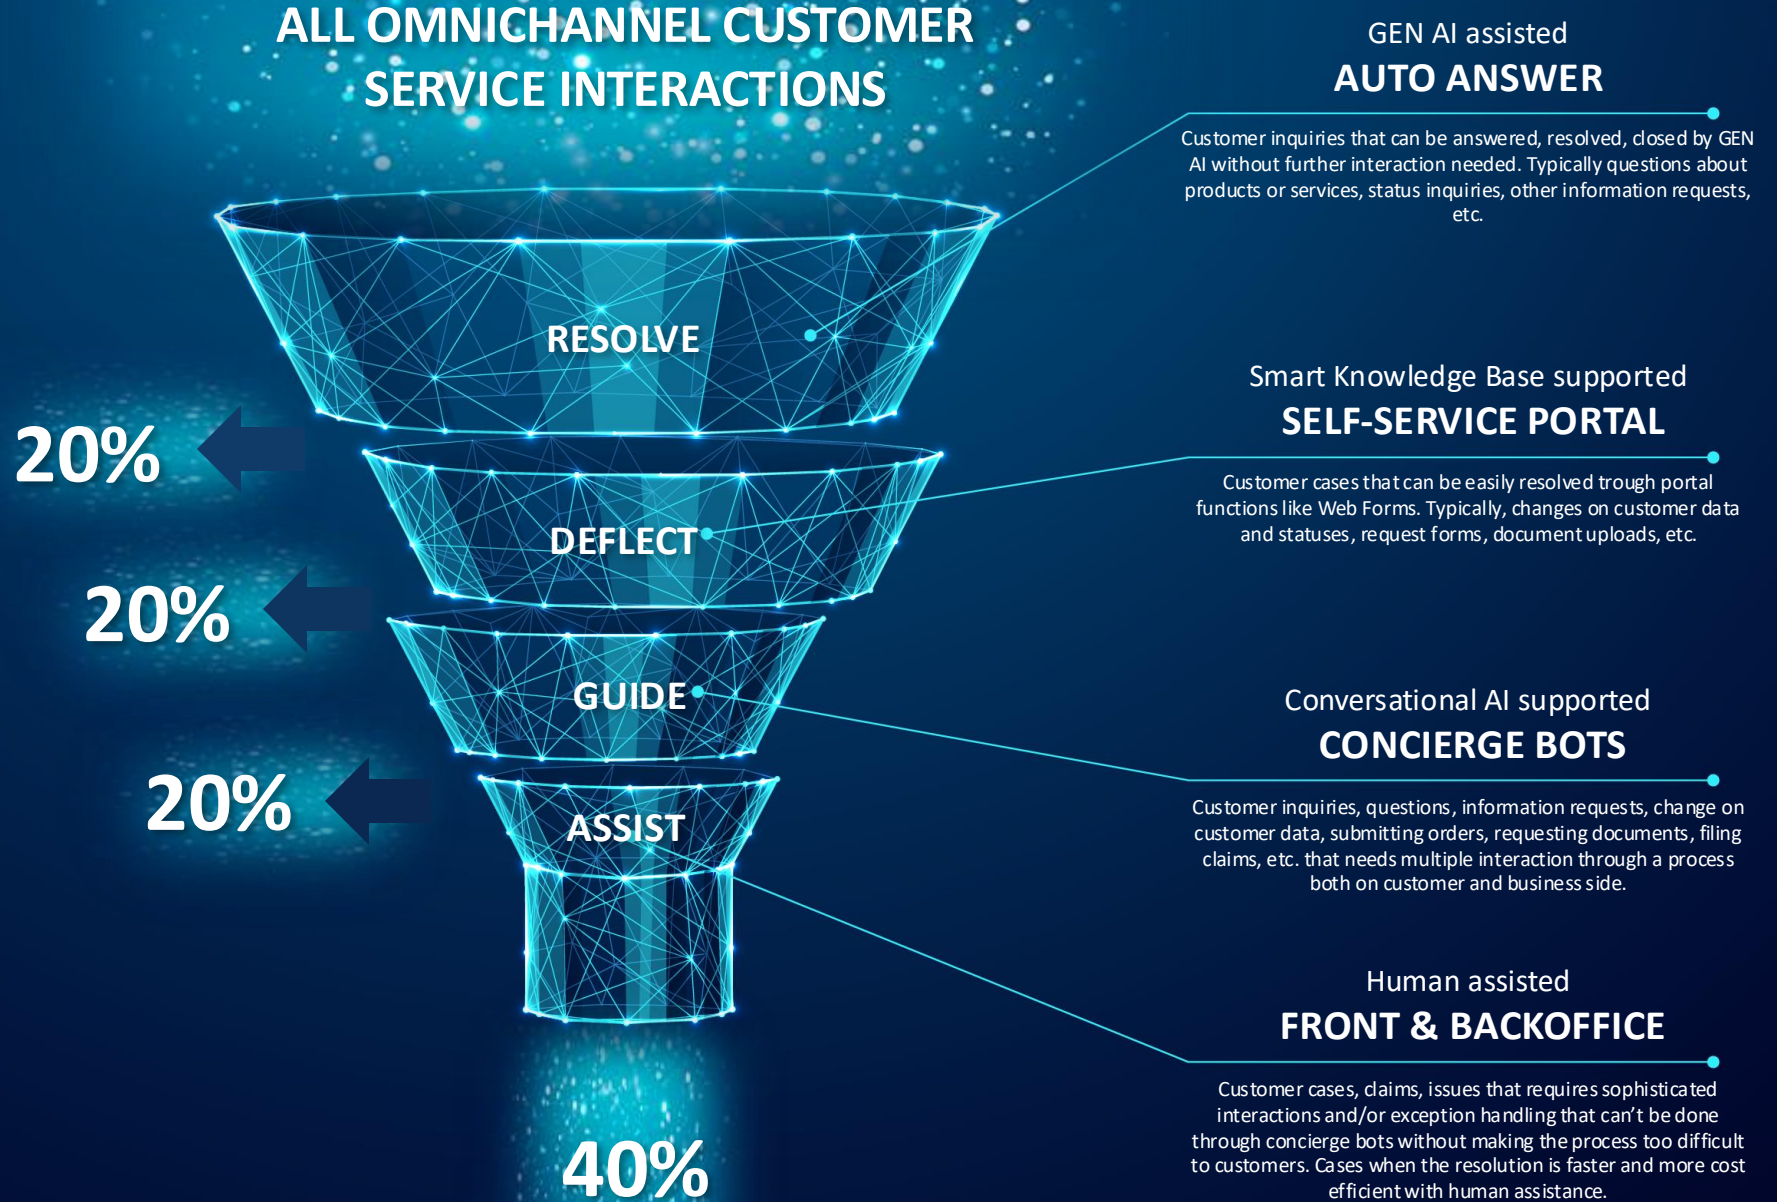 ALL OMNICHANNEL CUSTOMER
SERVICE INTERACTIONS
RESOLVE
DEFLECT
GUIDE
ASSIST
20%
20%
20%
40%
GEN AI assisted
AUTO ANSWER
Customer inquiries that can be answered, resolved, closed by GEN
AI without further interaction needed. Typically questions about
products or services, status inquiries, other information requests,
etc.
Smart Knowledge Base supported
SELF-SERVICE PORTAL
Customer cases that can be easily resolved trough portal
functions like Web Forms. Typically, changes on customer data
and statuses, request forms, document uploads, etc.
Conversational AI supported
CONCIERGE BOTS
Customer inquiries, questions, information requests, change on
customer data, submitting orders, requesting documents, filing
claims, etc. that needs multiple interaction through a process
both on customer and business side.
Human assisted
FRONT & BACKOFFICE
Customer cases, claims, issues that requires sophisticated
interactions and/or exception handling that can’t be done
through concierge bots without making the process too difficult
to customers. Cases when the resolution is faster and more cost
efficient with human assistance.